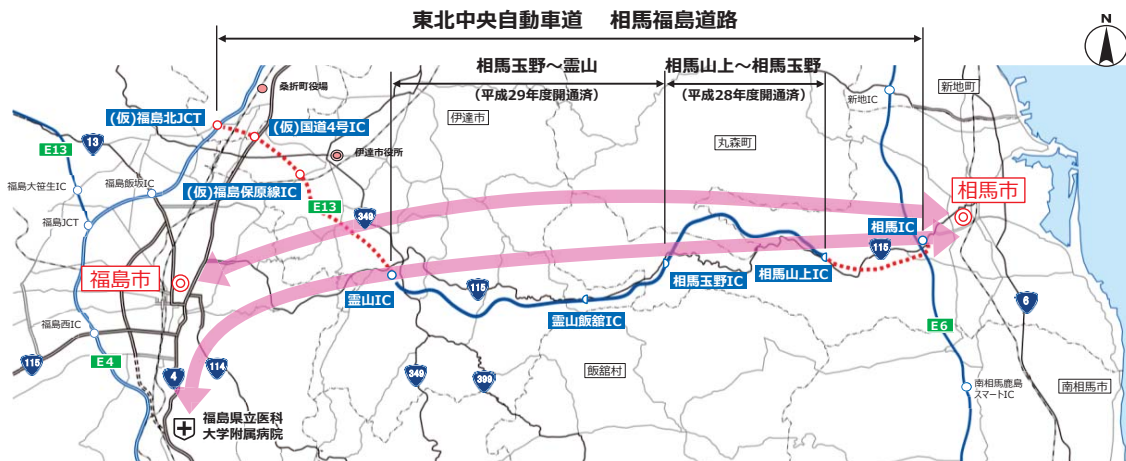 東北中央自動車道 相馬福島道路
N
相馬玉野～霊山
(平成29年度開通済)
相馬山上～相馬玉野
(平成28年度開通済)
桑折町役場
新地IC
新地町
(仮)福島北JCT
伊達市
(仮)国道4号IC
丸森町
13
E13
伊達市役所
福島大笹生IC
福島飯坂IC
(仮)福島保原線IC
E13
349
相馬市
福島JCT
相馬IC
115
福島市
霊山IC
115
相馬玉野IC
相馬山上IC
6
福島西IC
霊山飯舘IC
E6
115
E4
4
114
349
399
飯舘村
南相馬鹿島
スマートIC
南相馬市
福島県立医科
大学附属病院